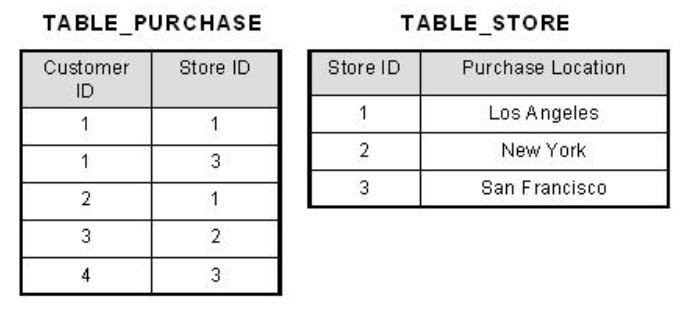 TABLE_PURCHASE
Customer ID Store ID
1 1
1 3
2 1
3 2
4 3
TABLE_STORE
Store ID Purchase Location
1 Los Angeles
2 New York
3 San Francisco